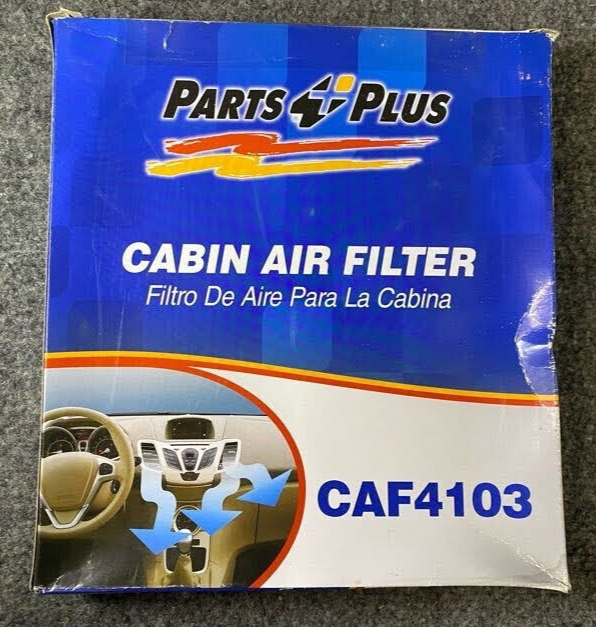 PARTS PLUS
CABIN AIR FILTER
Filtro De Aire Para La Cabina
CAF4103